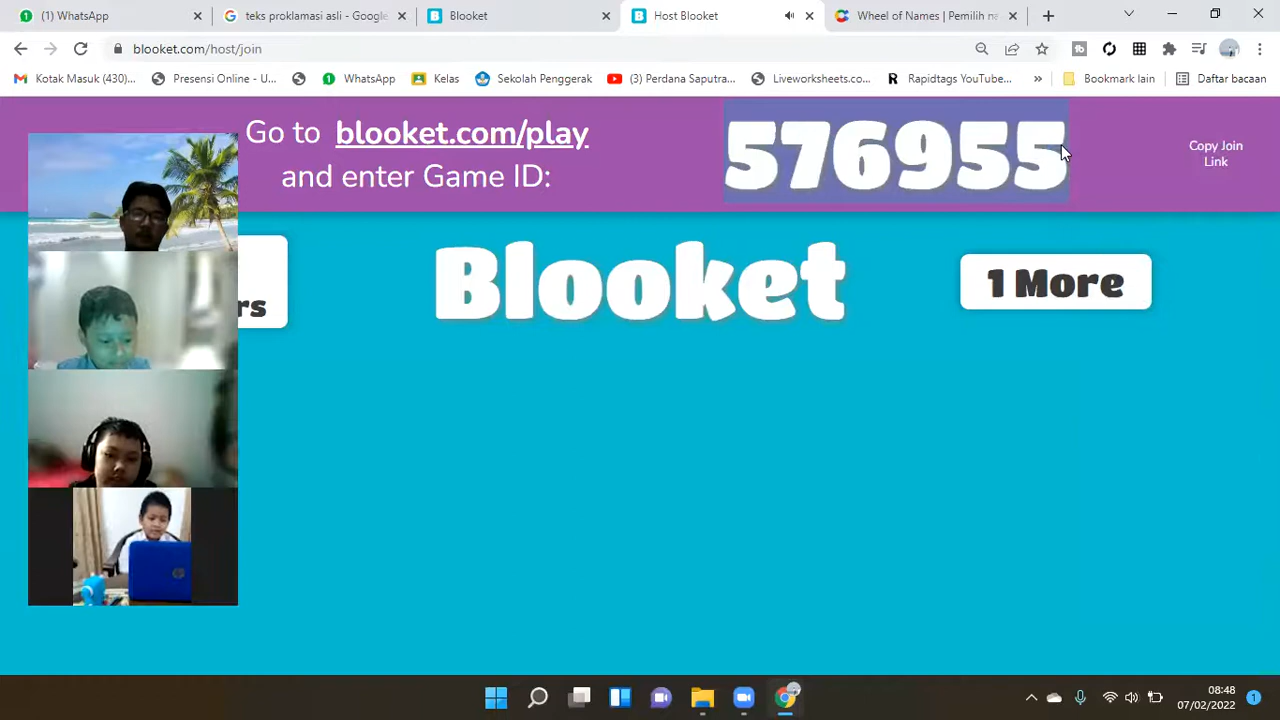 (1) WhatsApp
teks proklamasi asli - Google
Blooket
Host Blooket
Wheel of Names | Pemilih na
blooket.com/host/join
Kotak Masuk (430)...
Presensi Online - U...
WhatsApp
Kelas
Sekolah Penggerak
(3) Perdana Saputra...
Liveworksheets.co...
Rapidtags YouTube...
»
Bookmark lain
Daftar bacaan
Go to blooket.com/play
and enter Game ID:
576955
Copy Join
Link
rs
Blooket
1 More
08:48
07/02/2022
1